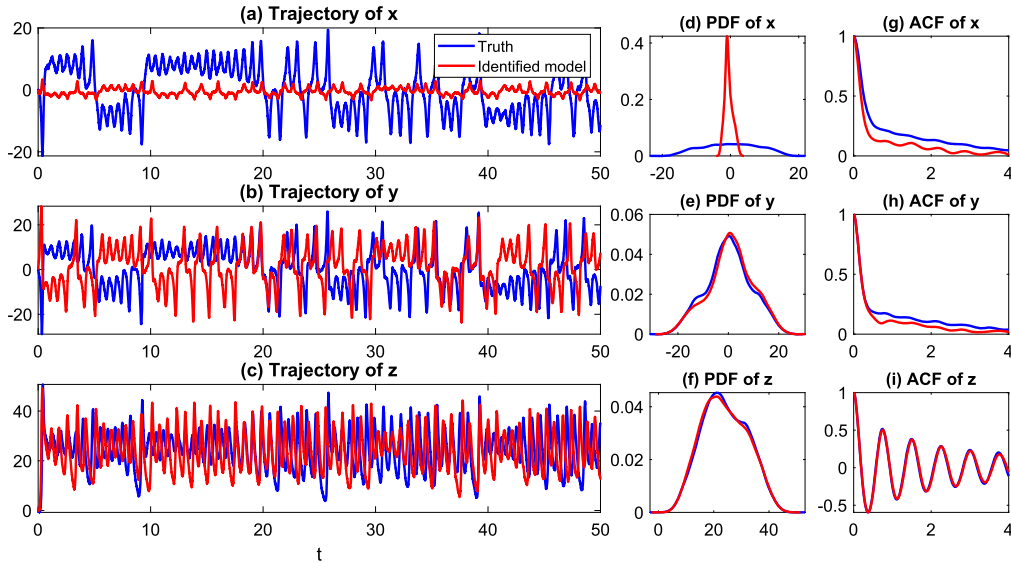 (a) Trajectory of x
20
0
-20
0 10 20 30 40 50
Truth
Identified model
(d) PDF of x
0.4
0.2
0
-20 0 20
(g) ACF of x
1
0.5
0
0 2 4
(b) Trajectory of y
20
0
-20
0 10 20 30 40 50
(e) PDF of y
0.06
0.04
0.02
0
-20 0 20
(h) ACF of y
1
0.5
0
0 2 4
(c) Trajectory of z
40
20
0
0 10 20 30 40 50
t
(f) PDF of z
0.04
0.02
0
0 20 40
(i) ACF of z
1
0.5
0
-0.5
0 2 4